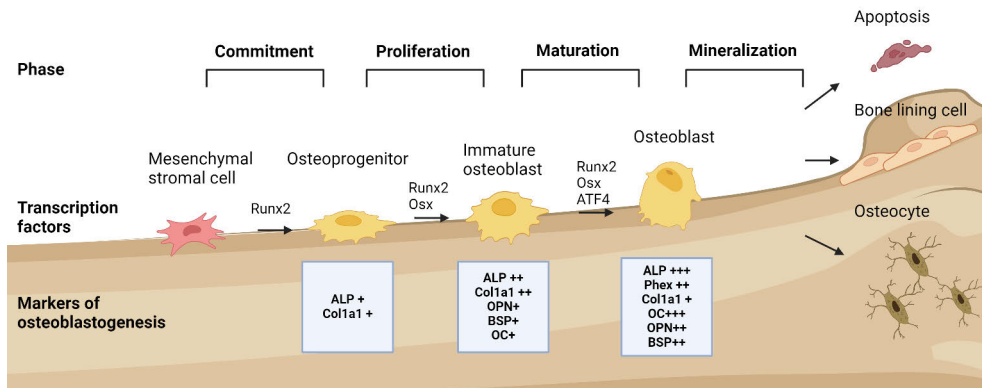 Apoptosis
Commitment
Proliferation
Maturation
Mineralization
Phase
Bone lining cell
Osteoblast
Immature
osteoblast
Mesenchymal
stromal cell
Osteoprogenitor
Runx2
Osx
ATF4
Runx2
Osx
Runx2
Transcription
factors
Osteocyte
Markers of
osteoblastogenesis
ALP +
Col1a1 +
ALP ++
Col1a1 ++
OPN+
BSP+
OC+
ALP +++
Phex ++
Col1a1 +
OC+++
OPN++
BSP++